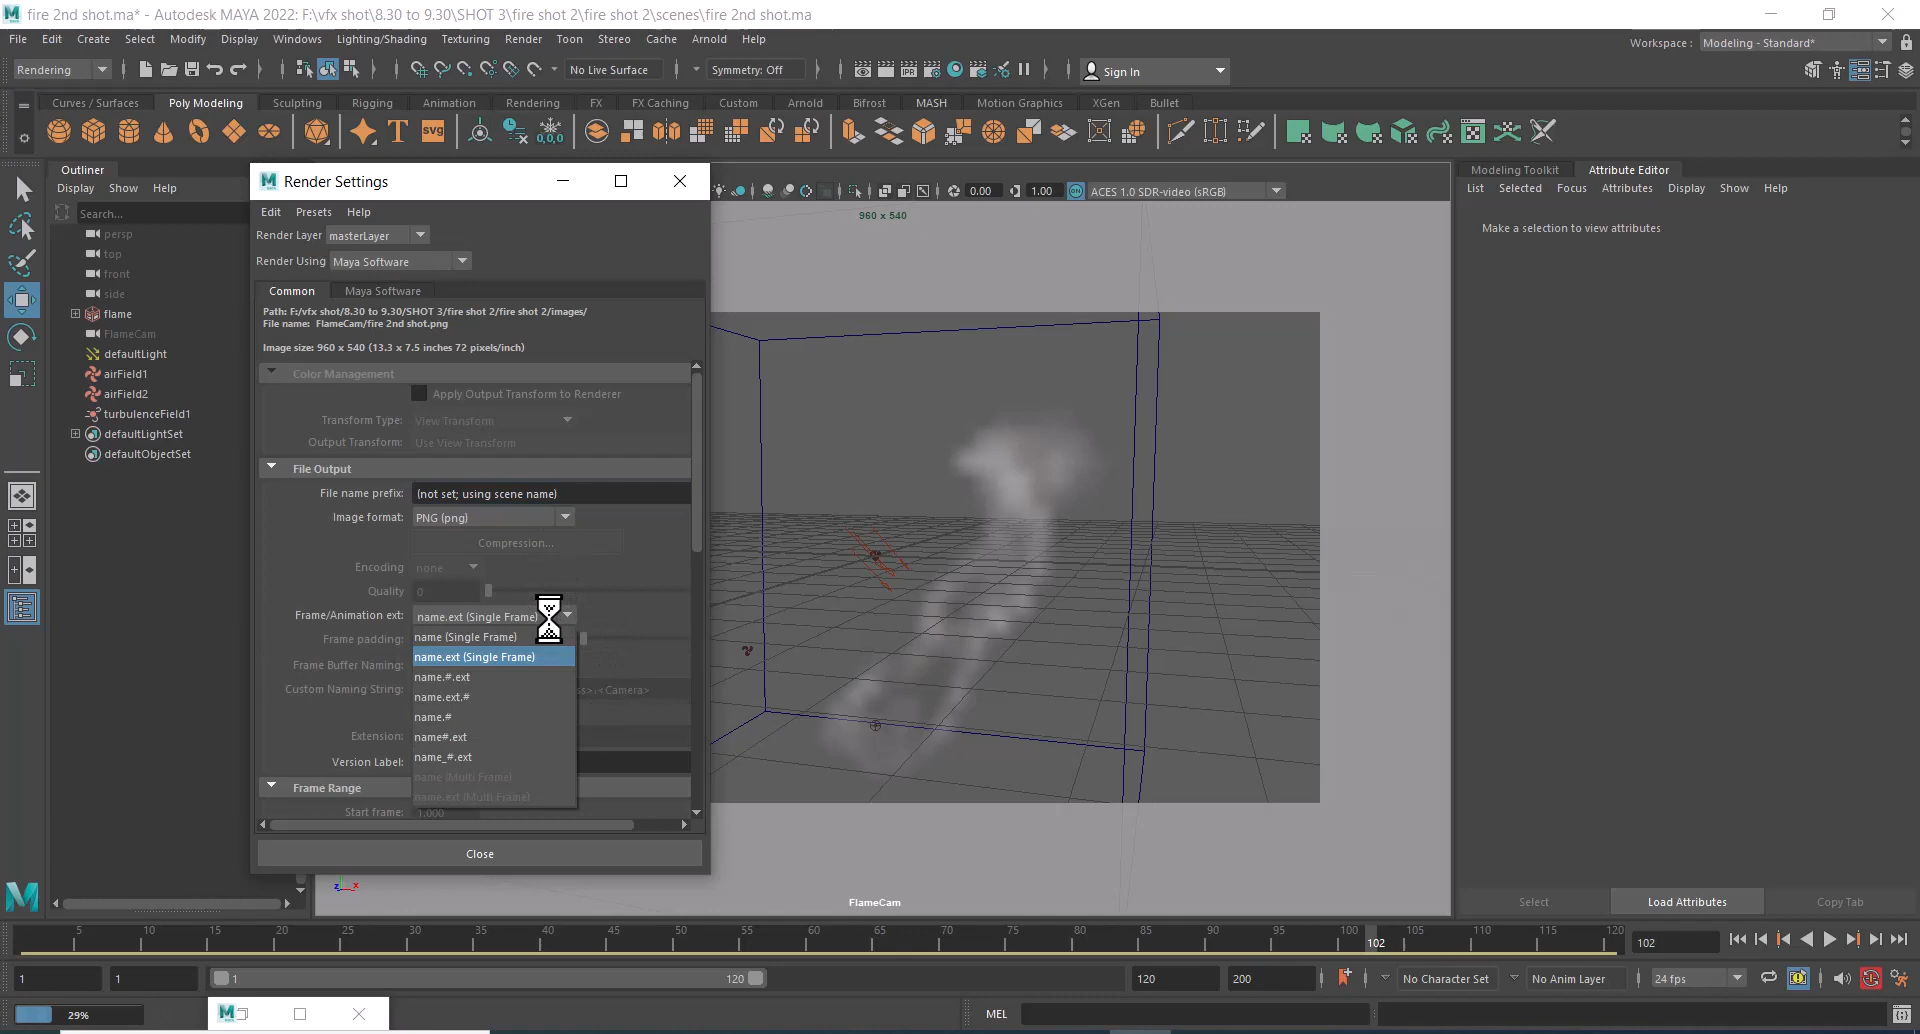 fire 2nd shot.ma* - Autodesk MAYA 2022: F:\vfx shot\8.30 to 9.30\SHOT 3\fire shot 2\fire shot 2\scenes\fire 2nd shot.ma
File Edit Create Select Modify Display Windows Lighting/Shading Texturing Render Toon Stereo Cache Arnold Help
Workspace : Modeling - Standard*
Rendering No Live Surface Symmetry: Off Sign In
Curves / Surfaces Poly Modeling Sculpting Rigging Animation Rendering FX FX Caching Custom Arnold Bifrost MASH Motion Graphics XGen Bullet
T svg 0,0,0
Outliner
Display Show Help
Search...
persp
top
front
side
flame
FlameCam
defaultLight
airField1
airField2
turbulenceField1
defaultLightSet
defaultObjectSet
Render Settings
Edit Presets Help
Render Layer masterLayer
Render Using Maya Software
Common Maya Software
Path: F:/vfx shot/8.30 to 9.30/SHOT 3/fire shot 2/fire shot 2/images/
File name: FlameCam/fire 2nd shot.png
Image size: 960 x 540 (13.3 x 7.5 inches 72 pixels/inch)
Color Management
Apply Output Transform to Renderer
Transform Type: View Transform
Output Transform: Use View Transform
File Output
File name prefix: (not set; using scene name)
Image format: PNG (png)
Compression...
Encoding none
Quality 0
Frame/Animation ext: name.ext (Single Frame)
Frame padding: name (Single Frame)
name.ext (Single Frame)
Frame Buffer Naming:
name.#.ext
Custom Naming String: ss>,<Camera>
name.ext.#
name.#
Extension: name#.ext
Version Label: name_#.ext
name (Multi Frame)
Frame Range
name.ext (Multi Frame)
Start frame: 1.000
Close
0.00 1.00 ACES 1.0 SDR-video (sRGB)
960 x 540
FlameCam
z x
Modeling Toolkit Attribute Editor
List Selected Focus Attributes Display Show Help
Make a selection to view attributes
Select Load Attributes Copy Tab
5 10 15 20 25 30 35 40 45 50 55 60 65 70 75 80 85 90 95 100 105 110 115 120
102 102
1 1 1 120 120 200 No Character Set No Anim Layer 24 fps
29% MEL